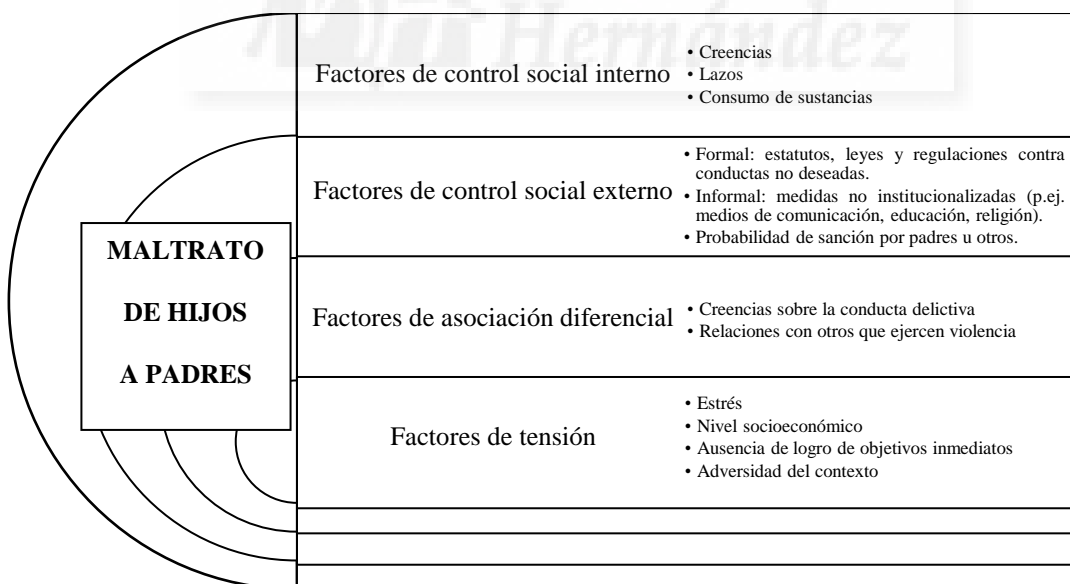 Hernández
Factores de control social interno
• Creencias
• Lazos
• Consumo de sustancias
Factores de control social externo
• Formal: estatutos, leyes y regulaciones contra
conductas no deseadas.
• Informal: medidas no institucionalizadas (p.ej.
medios de comunicación, educación, religión).
• Probabilidad de sanción por padres u otros.
MALTRATO
DE HIJOS
A PADRES
Factores de asociación diferencial
• Creencias sobre la conducta delictiva
• Relaciones con otros que ejercen violencia
Factores de tensión
• Estrés
• Nivel socioeconómico
• Ausencia de logro de objetivos inmediatos
• Adversidad del contexto